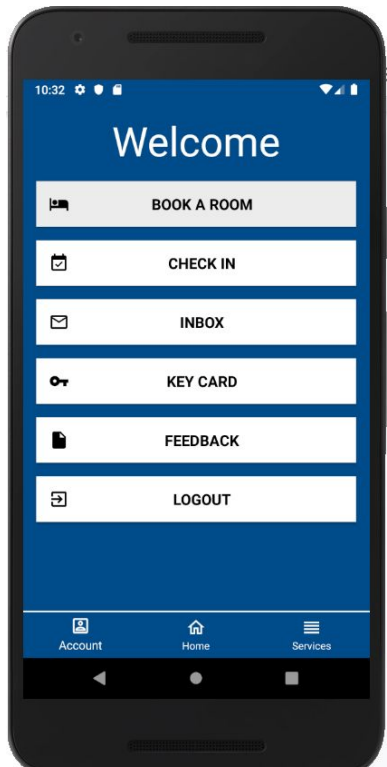 10:32
Welcome
BOOK A ROOM
CHECK IN
INBOX
KEY CARD
FEEDBACK
LOGOUT
Account Home Services